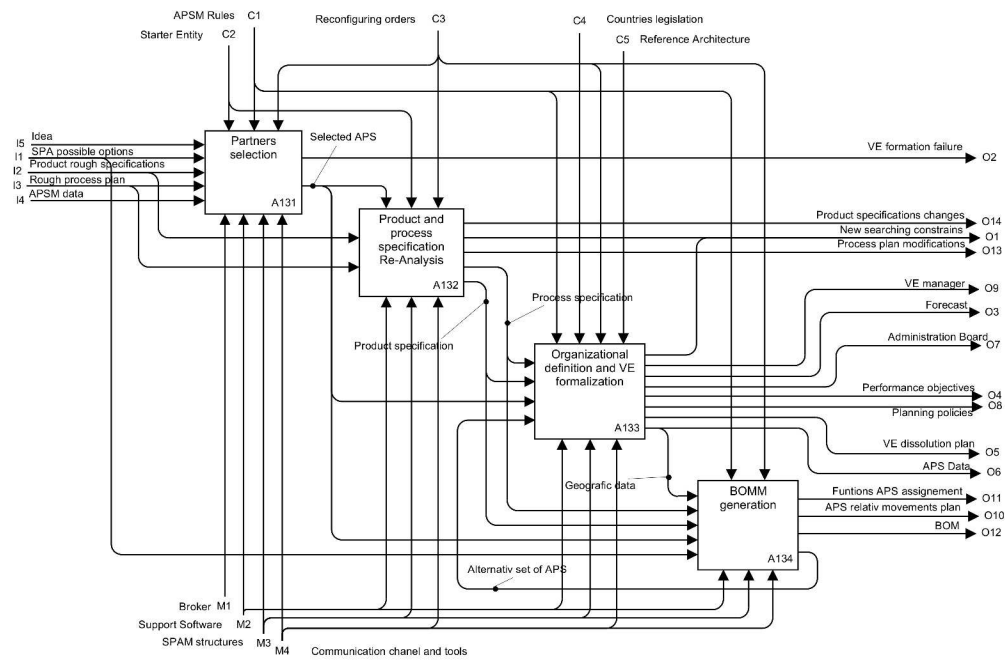 APSM Rules C1
Starter Entity C2
Reconfiguring orders C3
C4 Countries legislation
C5 Reference Architecture
I5 Idea
I1 SPA possible options
I2 Product rough specifications
I3 Rough process plan
I4 APSM data
Partners
selection
A131
Selected APS
VE formation failure O2
Product and
process
specification
Re-Analysis
A132
Product specifications changes O14
New searching constrains O1
Process plan modifications O13
Process specification
Product specification
VE manager O9
Forecast O3
Administration Board O7
Organizational
definition and VE
formalization
A133
Performance objectives O4
Planning policies O8
VE dissolution plan O5
APS Data O6
Geografic data
BOMM
generation
A134
Funtions APS assignement O11
APS relativ movements plan O10
BOM O12
Alternativ set of APS
Broker M1
Support Software M2
SPAM structures M3
M4 Communication chanel and tools